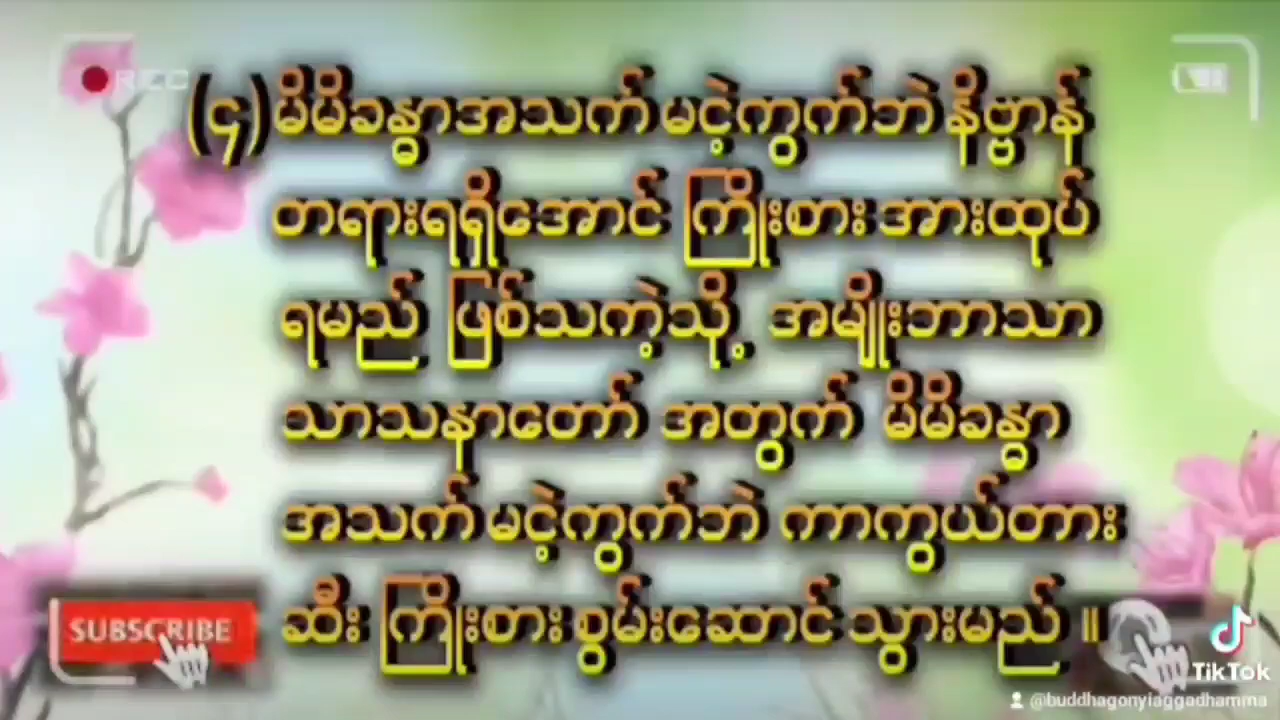 REC
(၄) မိမိခန္ဓာအသက် မငဲ့ကွက်ဘဲ နိဗ္ဗာန်
တရားရရှိအောင် ကြိုးစား အားထုပ်
ရမည် ဖြစ်သကဲ့သို့ အမျိုးဘာသာ
သာသနာတော် အတွက် မိမိခန္ဓာ
အသက် မငဲ့ကွက်ဘဲ ကာကွယ်တား
ဆီး ကြိုးစား စွမ်းဆောင် သွားမည် ။
SUBSCRIBE
TikTok
@buddhagonyiaggadhamma